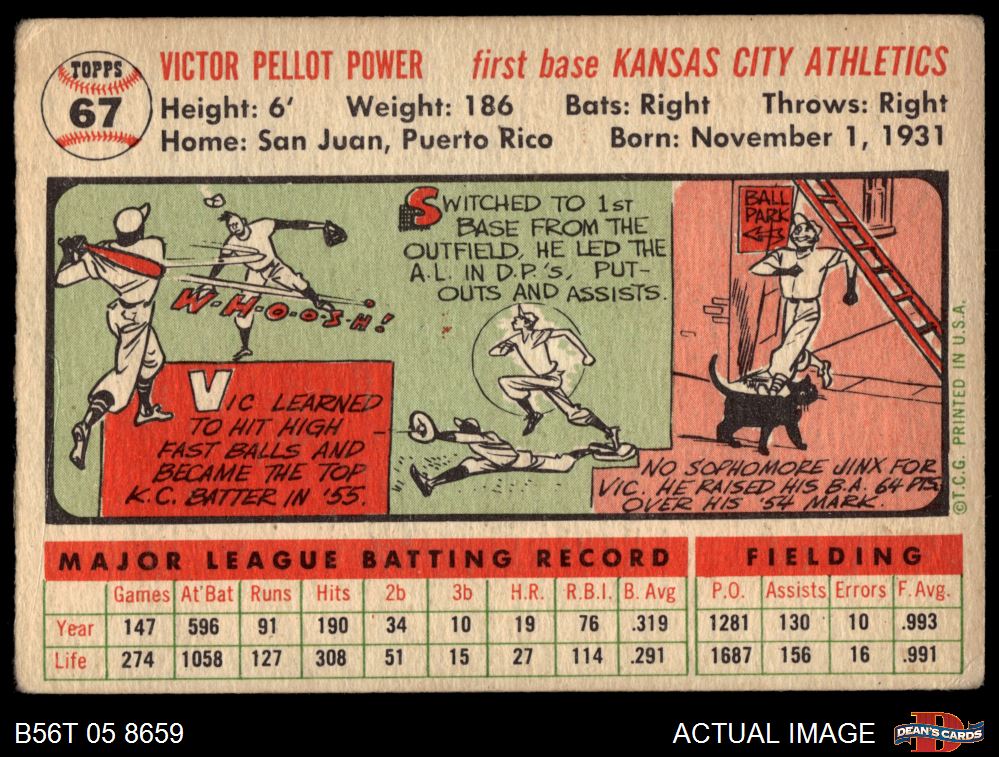 TOPPS
67
VICTOR PELLOT POWER first base KANSAS CITY ATHLETICS
Height: 6' Weight: 186 Bats: Right Throws: Right
Home: San Juan, Puerto Rico Born: November 1, 1931
W-H-O-O-S-H!
VIC LEARNED
TO HIT HIGH
FAST BALLS AND
BECAME THE TOP
K.C. BATTER IN '55.
SWITCHED TO 1ST
BASE FROM THE
OUTFIELD, HE LED THE
A.L. IN D.P.'S, PUT-
OUTS AND ASSISTS.
BALL
PARK
NO SOPHOMORE JINX FOR
VIC. HE RAISED HIS B.A. 64 PTS.
OVER HIS '54 MARK.
©T.C.G. PRINTED IN U.S.A.
MAJOR LEAGUE BATTING RECORD FIELDING
Games At'Bat Runs Hits 2b 3b H.R. R.B.I. B. Avg P.O. Assists Errors F. Avg.
Year 147 596 91 190 34 10 19 76 .319 1281 130 10 .993
Life 274 1058 127 308 51 15 27 114 .291 1687 156 16 .991
B56T 05 8659 ACTUAL IMAGE DEAN'S CARDS